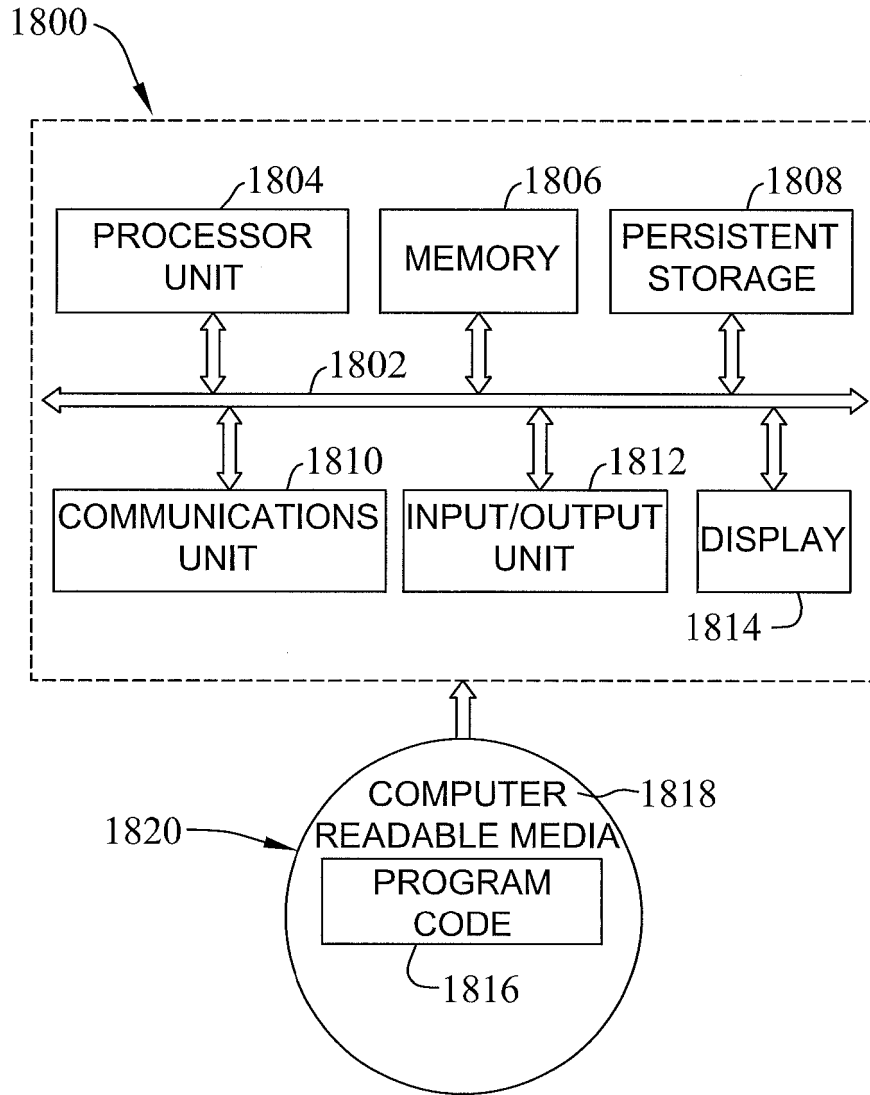 1800
1804
1806
1808
PROCESSOR
UNIT
MEMORY
PERSISTENT
STORAGE
1802
1810
1812
COMMUNICATIONS
UNIT
INPUT/OUTPUT
UNIT
DISPLAY
1814
COMPUTER
1818
READABLE MEDIA
1820
PROGRAM
CODE
1816